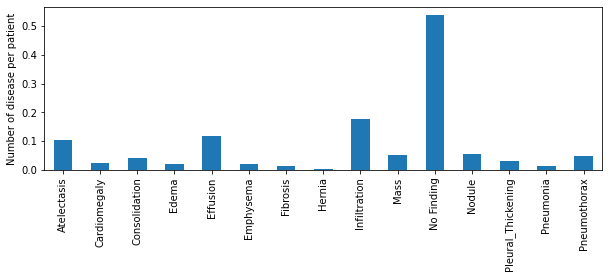 Number of disease per patient
0.5
0.4
0.3
0.2
0.1
0.0
Atelectasis
Cardiomegaly
Consolidation
Edema
Effusion
Emphysema
Fibrosis
Hernia
Infiltration
Mass
No Finding
Nodule
Pleural_Thickening
Pneumonia
Pneumothorax